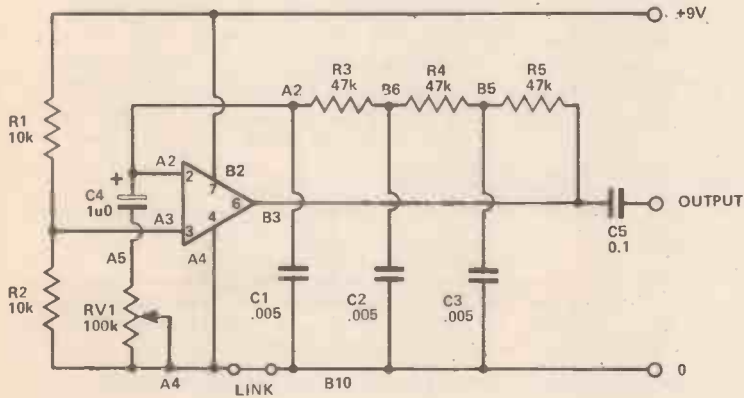 +9V
R3
47k
R4
47k
R5
47k
A2
B6
B5
R1
10k
A2
2
7
B2
6
B3
+
C4
1u0
A3
3
4
A4
OUTPUT
C5
0.1
A5
R2
10k
RV1
100k
C1
.005
C2
.005
C3
.005
A4
LINK
B10
0